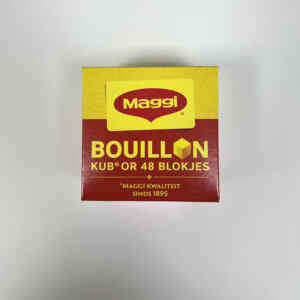 Maggi®
BOUILLON
KUB® OR 48 BLOKJES
+
"MAGGI KWALITEIT
SINDS 1895